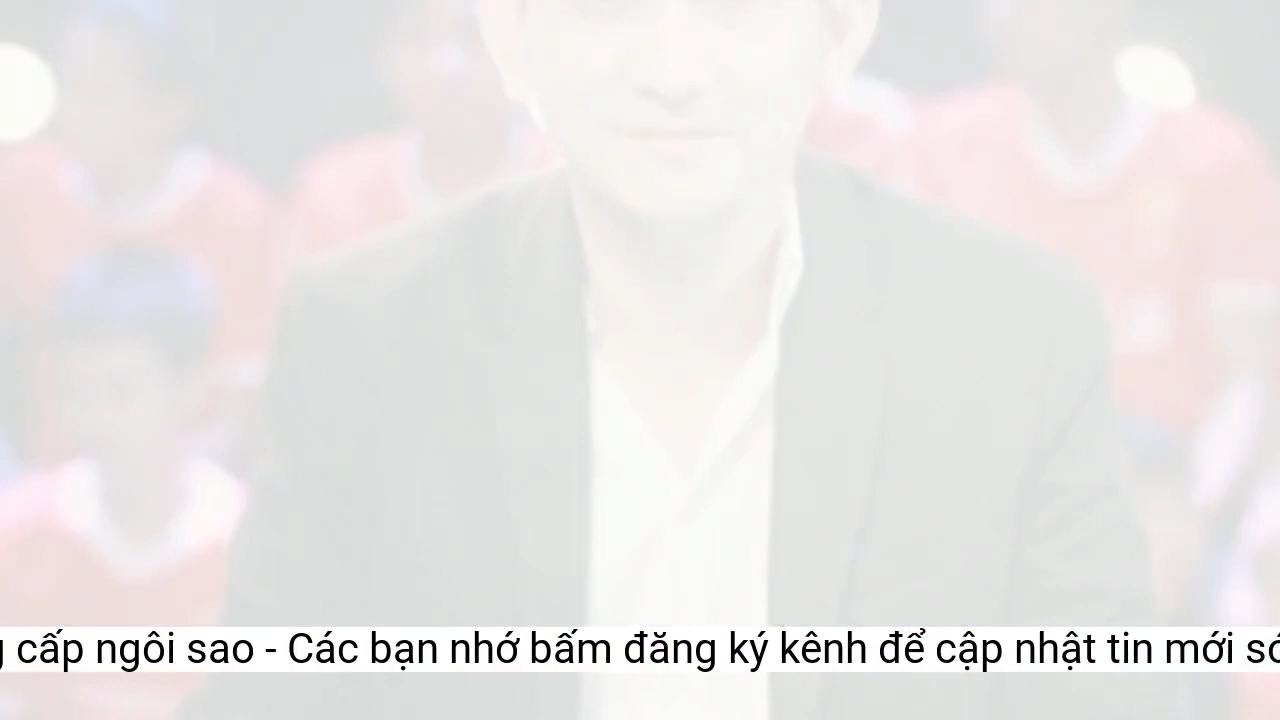 cấp ngôi sao - Các bạn nhớ bấm đăng ký kênh để cập nhật tin mới